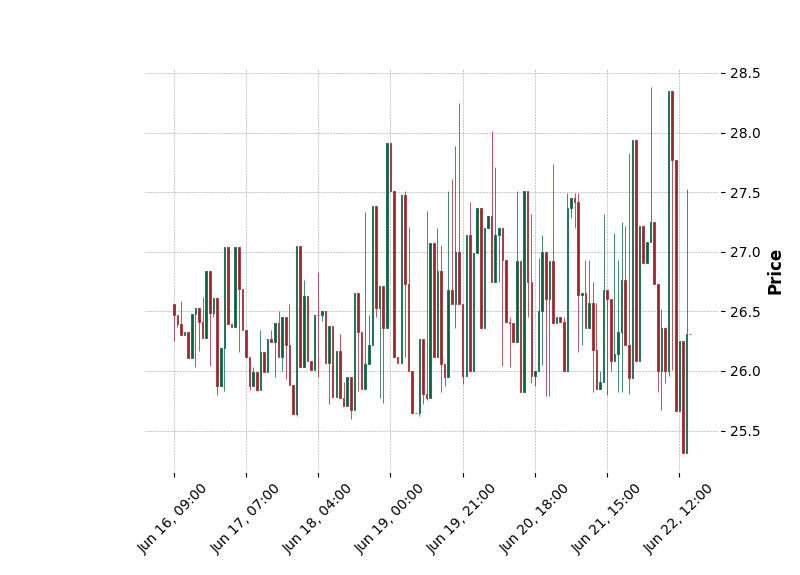 28.5
28.0
27.5
27.0
26.5
26.0
25.5
Price
Jun 16, 09:00
Jun 17, 07:00
Jun 18, 04:00
Jun 19, 00:00
Jun 19, 21:00
Jun 20, 18:00
Jun 21, 15:00
Jun 22, 12:00